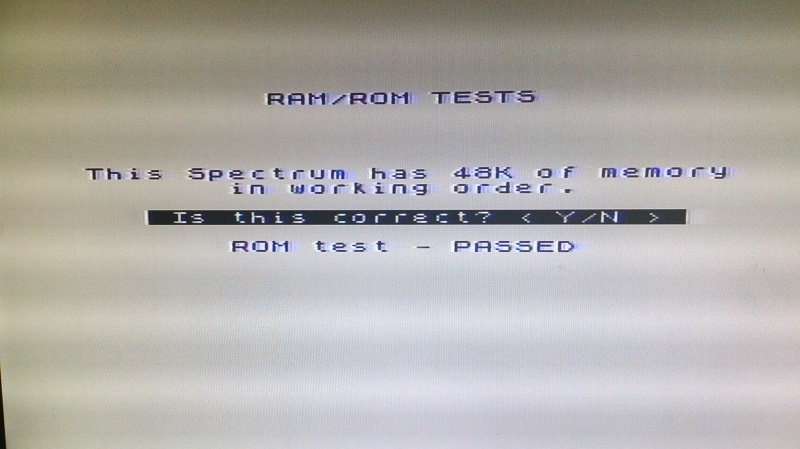 RAM/ROM TESTS
This Spectrum has 48K of memory
in working order.
Is this correct? < Y/N >
ROM test - PASSED